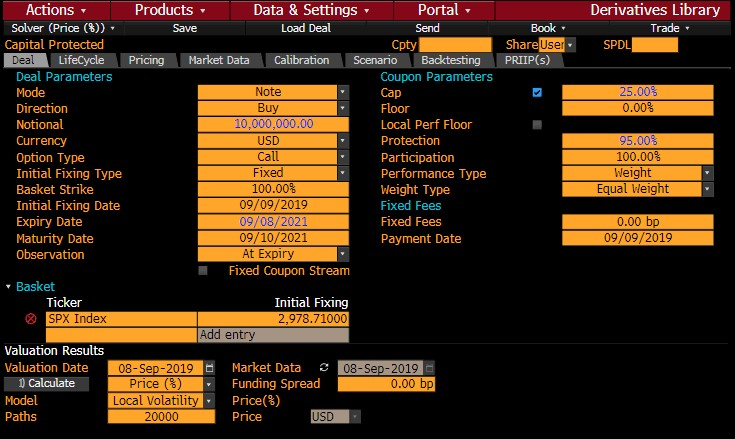 Actions Products Data & Settings Portal Derivatives Library
Solver (Price (%)) Save Load Deal Send Book Trade
Capital Protected Cpty Share User SPDL
Deal LifeCycle Pricing Market Data Calibration Scenario Backtesting PRIIP(s)
Deal Parameters Coupon Parameters
Mode Note Cap 25.00%
Direction Buy Floor 0.00%
Notional 10,000,000.00 Local Perf Floor
Currency USD Protection 95.00%
Option Type Call Participation 100.00%
Initial Fixing Type Fixed Performance Type Weight
Basket Strike 100.00% Weight Type Equal Weight
Initial Fixing Date 09/09/2019 Fixed Fees
Expiry Date 09/08/2021 Fixed Fees 0.00 bp
Maturity Date 09/10/2021 Payment Date 09/09/2019
Observation At Expiry
Fixed Coupon Stream
Basket
Ticker Initial Fixing
SPX Index 2,978.71000
Add entry
Valuation Results
Valuation Date 08-Sep-2019 Market Data 08-Sep-2019
1) Calculate Price (%) Funding Spread 0.00 bp
Model Local Volatility Price(%)
Paths 20000 Price USD